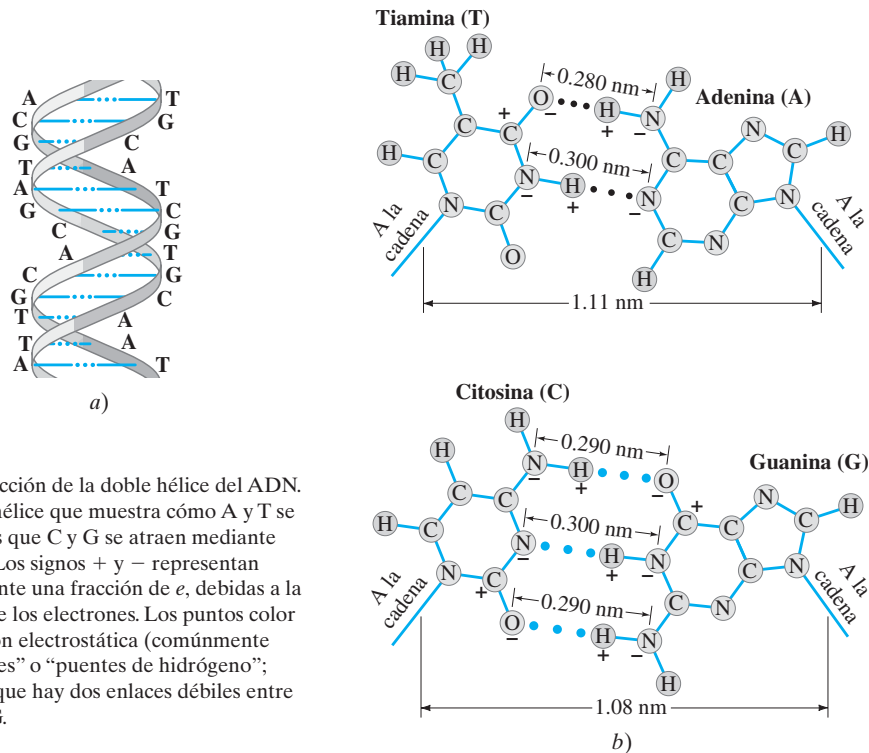 Tiamina (T)
H
H
H
C
O
0.280 nm
H
H
N
Adenina (A)
+
−
+
−
C
C
H
C
N
H
0.300 nm
−
+
N
−
C
C
N
C
H
N
C
N
C
O
C
N
H
A la
cadena
A la
cadena
1.11 nm
A T
C G
G C
T A
A T
G C
C G
A T
C G
G C
T A
T A
A T
a)
Citosina (C)
H
H
N
−
H
+
0.290 nm
O
−
Guanina (G)
C
C
H
C
N
−
0.300 nm
H
+
N
−
C
+
C
N
C
H
N
N
C
+
O
−
0.290 nm
H
+
N
−
H
C
N
C
A la
cadena
A la
cadena
1.08 nm
b)
cción de la doble hélice del ADN.
hélice que muestra cómo A y T se
s que C y G se atraen mediante
Los signos + y − representan
nte una fracción de e, debidas a la
e los electrones. Los puntos color
ón electrostática (comúnmente
es” o “puentes de hidrógeno”;
que hay dos enlaces débiles entre
G.